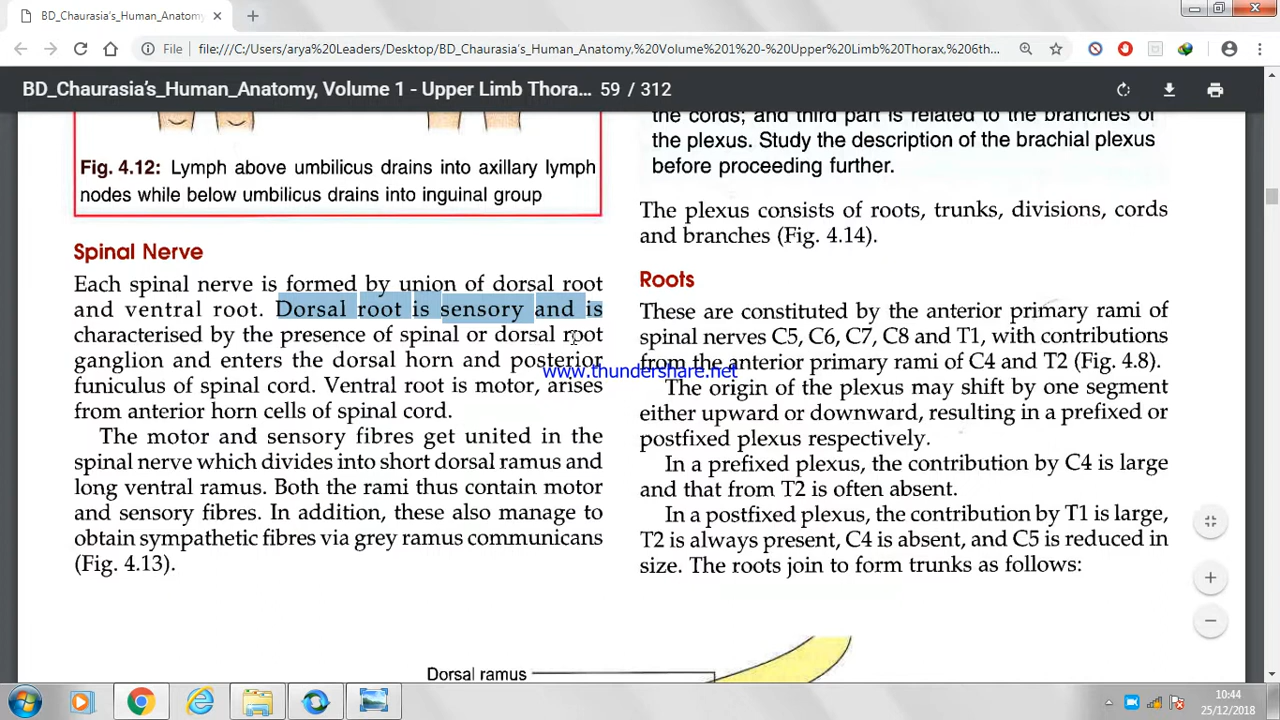 BD_Chaurasia's_Human_Anatomy
File
file:///C:/Users/arya%20Leaders/Desktop/BD_Chaurasia's_Human_Anatomy,%20Volume%201%20-%20Upper%20Limb%20Thorax,%206th...
BD_Chaurasia's_Human_Anatomy, Volume 1 - Upper Limb Thora... 59 / 312
Fig. 4.12: Lymph above umbilicus drains into axillary lymph
nodes while below umbilicus drains into inguinal group
Spinal Nerve
Each spinal nerve is formed by union of dorsal root
and ventral root. Dorsal root is sensory and is
characterised by the presence of spinal or dorsal root
ganglion and enters the dorsal horn and posterior
funiculus of spinal cord. Ventral root is motor, arises
from anterior horn cells of spinal cord.
The motor and sensory fibres get united in the
spinal nerve which divides into short dorsal ramus and
long ventral ramus. Both the rami thus contain motor
and sensory fibres. In addition, these also manage to
obtain sympathetic fibres via grey ramus communicans
(Fig. 4.13).
Dorsal ramus
the cords; and third part is related to the branches of
the plexus. Study the description of the brachial plexus
before proceeding further.
The plexus consists of roots, trunks, divisions, cords
and branches (Fig. 4.14).
Roots
These are constituted by the anterior primary rami of
spinal nerves C5, C6, C7, C8 and T1, with contributions
from the anterior primary rami of C4 and T2 (Fig. 4.8).
The origin of the plexus may shift by one segment
either upward or downward, resulting in a prefixed or
postfixed plexus respectively.
In a prefixed plexus, the contribution by C4 is large
and that from T2 is often absent.
In a postfixed plexus, the contribution by T1 is large,
T2 is always present, C4 is absent, and C5 is reduced in
size. The roots join to form trunks as follows:
www.thundershare.net
10:44
25/12/2018